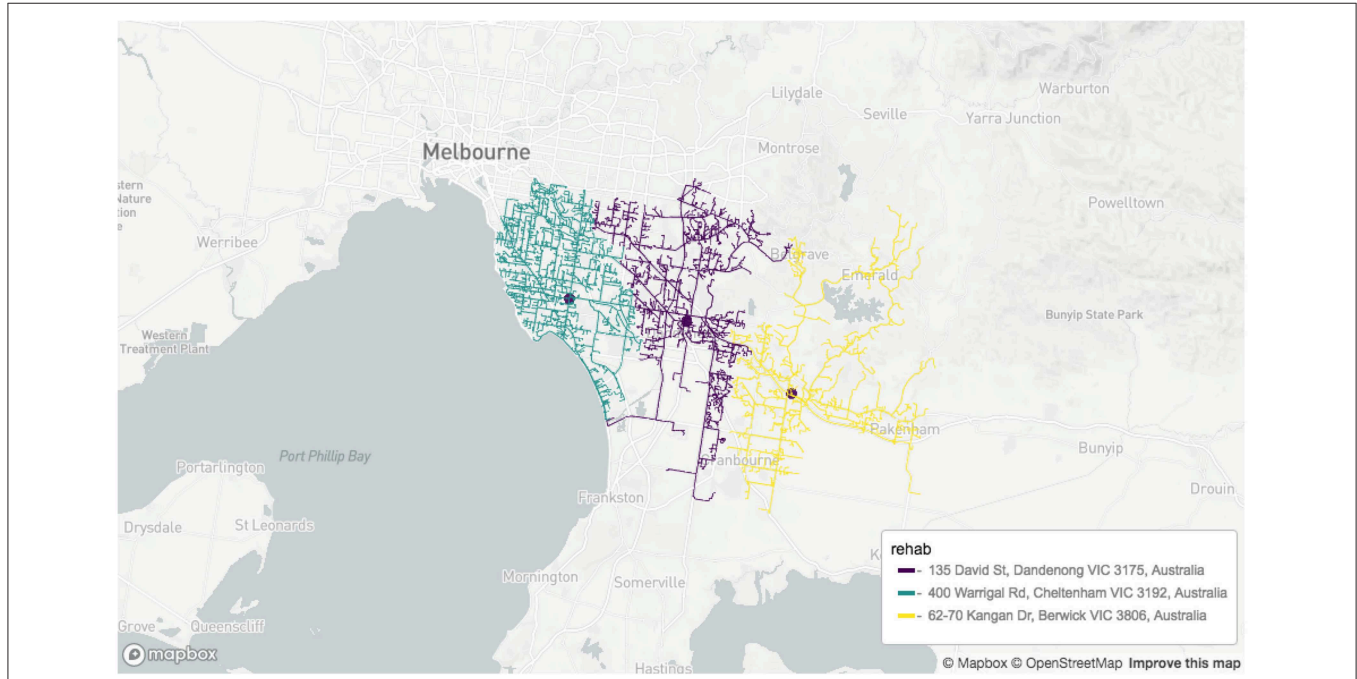 Warburton
Lilydale
Seville
Yarra Junction
Melbourne
Montrose
stern
Nature
tion
e
Powelltown
Werribee
Belgrave
Emerald
Bunyip State Park
Western
Treatment Plant
Pakenham
Bunyip
Port Phillip Bay
Portarlington
Cranbourne
Drouin
Frankston
Drysdale
St Leonards
Mornington
Somerville
Grove
Queenscliff
Hastings
rehab
- 135 David St, Dandenong VIC 3175, Australia
- 400 Warrigal Rd, Cheltenham VIC 3192, Australia
- 62-70 Kangan Dr, Berwick VIC 3806, Australia
mapbox
© Mapbox © OpenStreetMap Improve this map